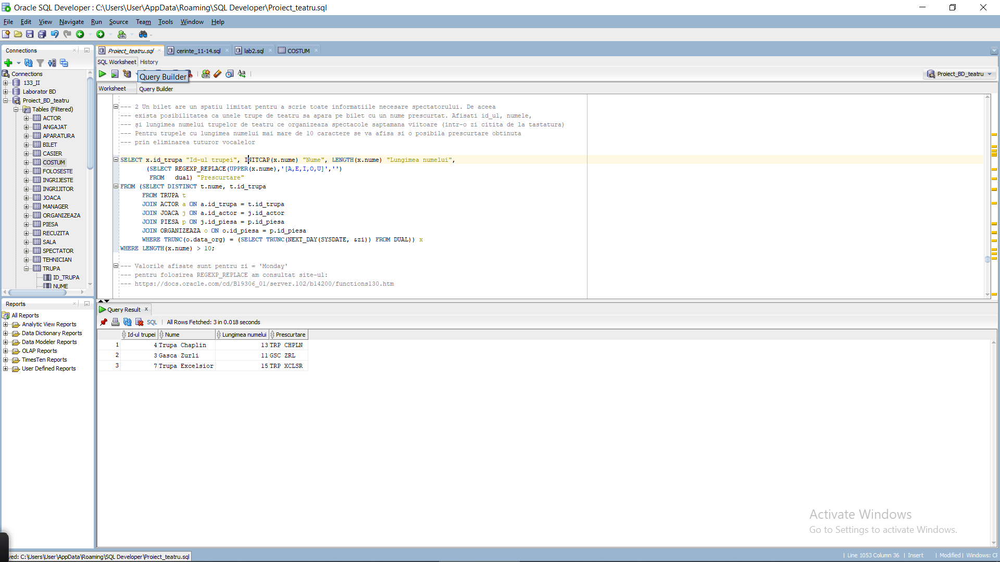 Oracle SQL Developer : C:\Users\User\AppData\Roaming\SQL Developer\Proiect_teatru.sql
File Edit View Navigate Run Source Team Tools Window Help
Connections
Connections
133_II
Laborator BD
Proiect_BD_teatru
Tables (Filtered)
ACTOR
ANGAJAT
APARATURA
BILET
CASIER
COSTUM
FOLOSESTE
INGRIJESTE
INGRIJITOR
JOACA
MANAGER
ORGANIZEAZA
PIESA
RECUZITA
SALA
SPECTATOR
TEHNICIAN
TRUPA
ID_TRUPA
NUME
Reports
All Reports
Analytic View Reports
Data Dictionary Reports
Data Modeler Reports
OLAP Reports
TimesTen Reports
User Defined Reports
Proiect_teatru.sql cerinte_11-14.sql lab2.sql COSTUM
SQL Worksheet History
Query Builder
Proiect_BD_teatru
Worksheet Query Builder
--- 2 Un bilet are un spatiu limitat pentru a scrie toate informatiile necesare spectatorului. De aceea
--- exista posibilitatea ca unele trupe de teatru sa apara pe bilet cu un nume prescurtat. Afisati id_ul, numele,
--- și lungimea numelui trupelor de teatru ce organizeaza spectacole saptamana viitoare (intr-o zi citita de la tastatura)
--- Pentru trupele cu lungimea numelui mai mare de 10 caractere se va afisa si o posibila prescurtare obtinuta
--- prin eliminarea tuturor vocalelor
SELECT x.id_trupa "Id-ul trupei", INITCAP(x.nume) "Nume", LENGTH(x.nume) "Lungimea numelui",
(SELECT REGEXP_REPLACE(UPPER(x.nume),'[A,E,I,O,U]','')
FROM dual) "Prescurtare"
FROM (SELECT DISTINCT t.nume, t.id_trupa
FROM TRUPA t
JOIN ACTOR a ON a.id_trupa = t.id_trupa
JOIN JOACA j ON a.id_actor = j.id_actor
JOIN PIESA p ON j.id_piesa = p.id_piesa
JOIN ORGANIZEAZA o ON o.id_piesa = p.id_piesa
WHERE TRUNC(o.data_org) = (SELECT TRUNC(NEXT_DAY(SYSDATE, &zi)) FROM DUAL)) x
WHERE LENGTH(x.nume) > 10;
--- Valorile afisate sunt pentru zi = 'Monday'
--- pentru folosirea REGEXP_REPLACE am consultat site-ul:
--- https://docs.oracle.com/cd/B19306_01/server.102/b14200/functions130.htm
Query Result
SQL | All Rows Fetched: 3 in 0.018 seconds
Id-ul trupei Nume Lungimea numelui Prescurtare
1 4 Trupa Chaplin 13 TRP CHPLN
2 3 Gasca Zurli 11 GSC ZRL
3 7 Trupa Excelsior 15 TRP XCLSR
Activate Windows
Go to Settings to activate Windows.
ved: C:\Users\User\AppData\Roaming\SQL Developer\Proiect_teatru.sql
| Line 1053 Column 36 | Insert | Modified | Windows: CF